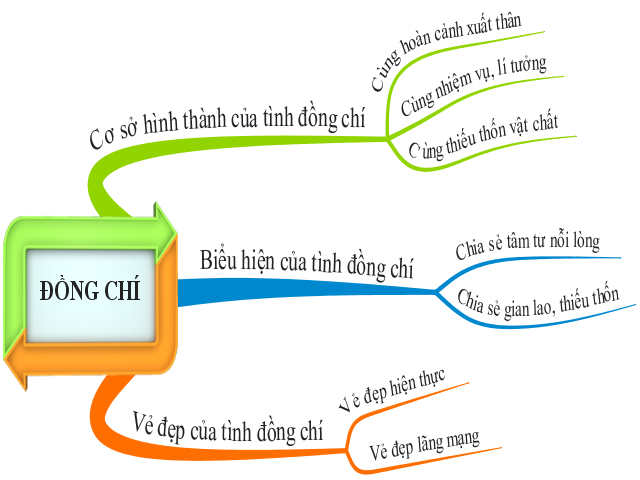 ĐỒNG CHÍ
Cơ sở hình thành của tình đồng chí
Cùng hoàn cảnh xuất thân
Cùng nhiệm vụ, lí tưởng
Cùng thiếu thốn vật chất
Biểu hiện của tình đồng chí
Chia sẻ tâm tư nỗi lòng
Chia sẻ gian lao, thiếu thốn
Vẻ đẹp của tình đồng chí
Vẻ đẹp hiện thực
Vẻ đẹp lãng mạng